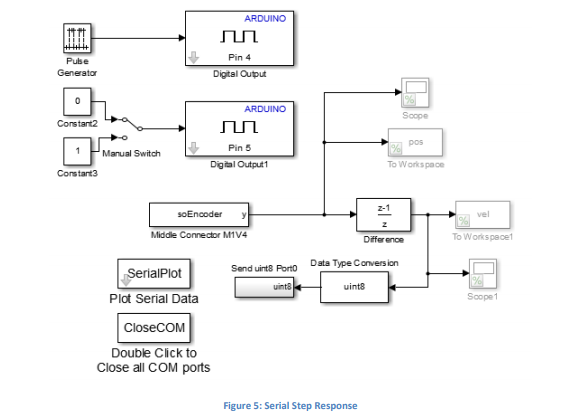 ARDUINO
Pin 4
Pulse
Generator
Digital Output
0
Constant2
ARDUINO
Pin 5
1
Manual Switch
Constant3
Digital Output1
%
Scope
pos
%
To Workspace
soEncoder y
Middle Connector M1V4
z-1
z
Difference
vel
%
To Workspace1
SerialPlot
Plot Serial Data
Send uint8 Port0
uint8
Data Type Conversion
uint8
%
Scope1
CloseCOM
Double Click to
Close all COM ports
Figure 5: Serial Step Response